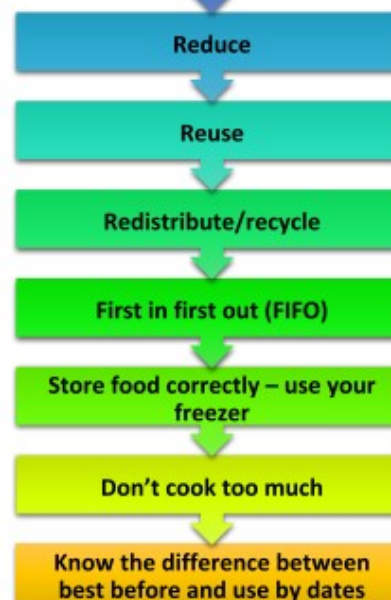 Reduce
Reuse
Redistribute/recycle
First in first out (FIFO)
Store food correctly – use your
freezer
Don’t cook too much
Know the difference between
best before and use by dates